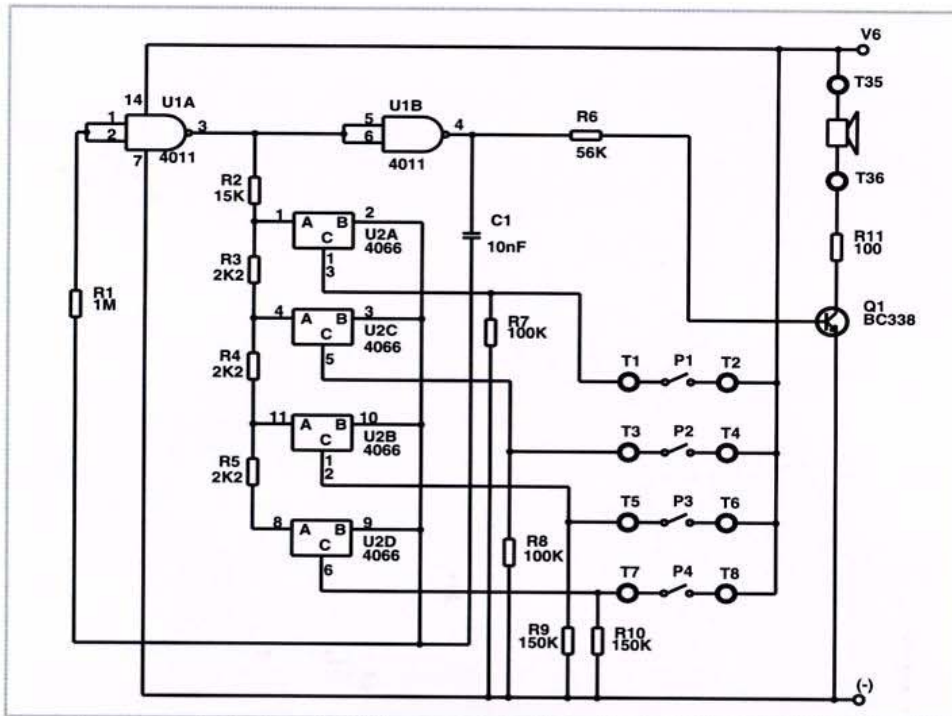 V6
14
U1A
1
2
3
7
4011
U1B
5
6
4
4011
R6
56K
T35
T36
R2
15K
1
A B
C
2
U2A
4066
1
3
C1
10nF
R11
100
R3
2K2
R1
1M
4
A B
C
3
U2C
4066
5
R7
100K
Q1
BC338
R4
2K2
T1 P1 T2
11
A B
C
10
U2B
4066
1
2
T3 P2 T4
R5
2K2
T5 P3 T6
8
A B
C
9
U2D
4066
6
R8
100K
T7 P4 T8
R9
150K
R10
150K
(-)